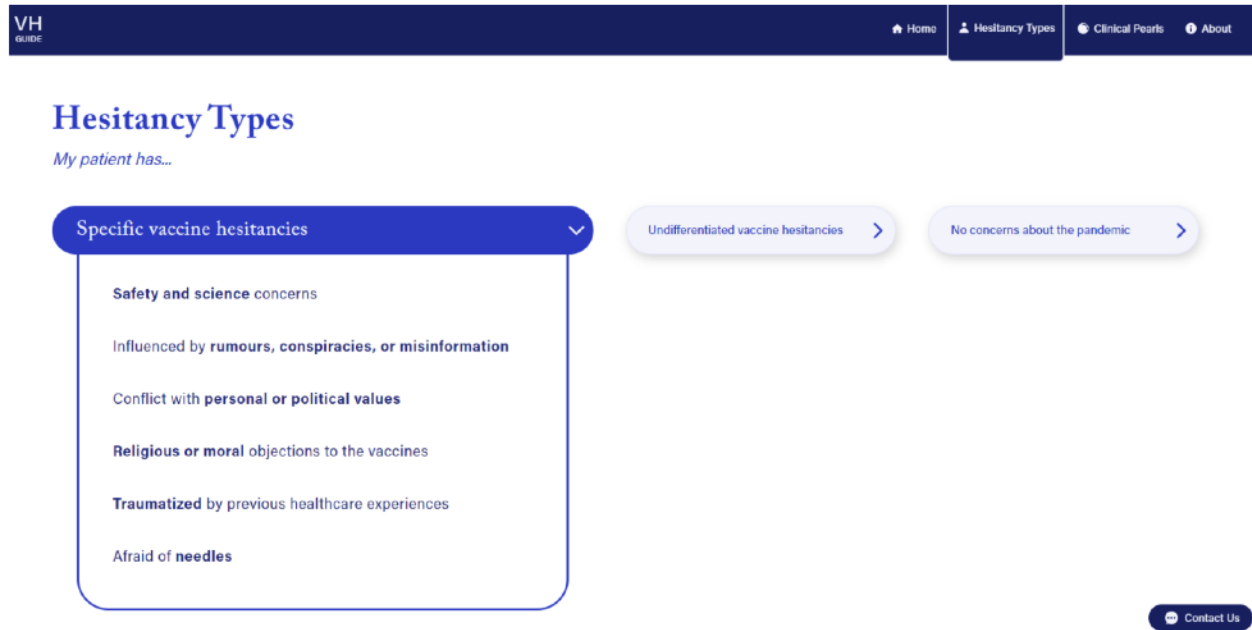 VH
GUIDE
Home
Hesitancy Types
Clinical Pearls
About
Hesitancy Types
My patient has...
Specific vaccine hesitancies
Undifferentiated vaccine hesitancies
No concerns about the pandemic
Safety and science concerns
Influenced by rumours, conspiracies, or misinformation
Conflict with personal or political values
Religious or moral objections to the vaccines
Traumatized by previous healthcare experiences
Afraid of needles
Contact Us